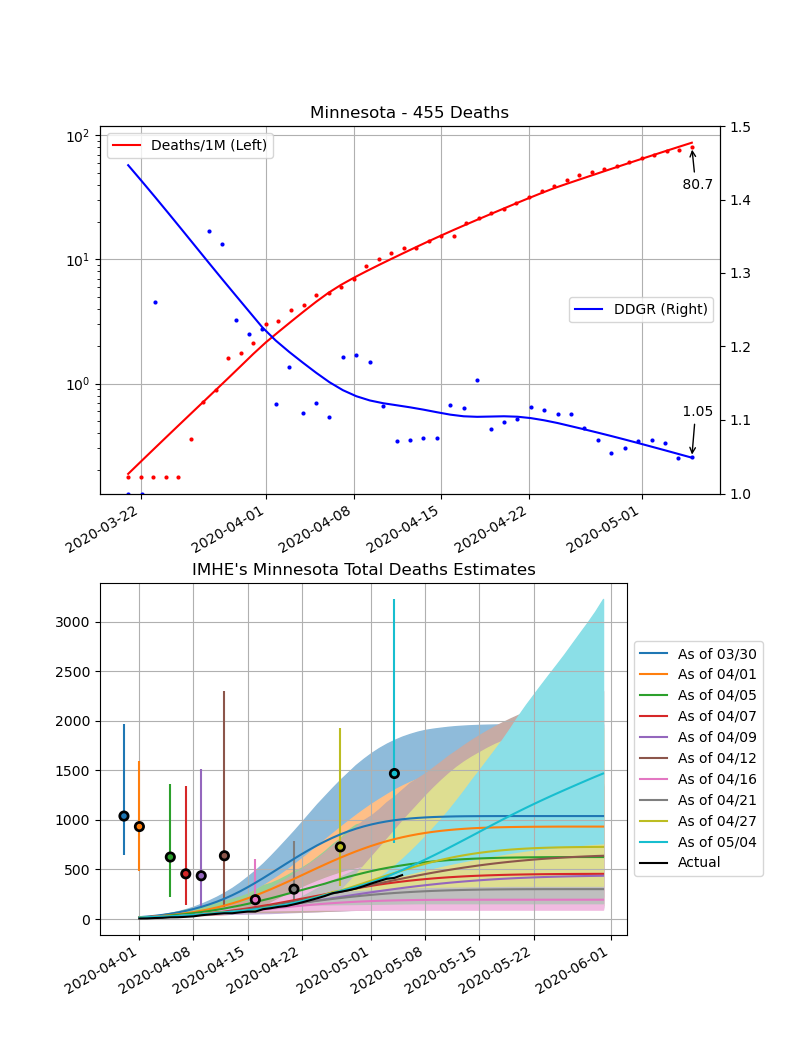 Minnesota - 455 Deaths
10²
10¹
10⁰
Deaths/1M (Left)
DDGR (Right)
80.7
1.05
1.5
1.4
1.3
1.2
1.1
1.0
2020-03-22
2020-04-01
2020-04-08
2020-04-15
2020-04-22
2020-05-01
IMHE's Minnesota Total Deaths Estimates
3000
2500
2000
1500
1000
500
0
2020-04-01
2020-04-08
2020-04-15
2020-04-22
2020-05-01
2020-05-08
2020-05-15
2020-05-22
2020-06-01
As of 03/30
As of 04/01
As of 04/05
As of 04/07
As of 04/09
As of 04/12
As of 04/16
As of 04/21
As of 04/27
As of 05/04
Actual